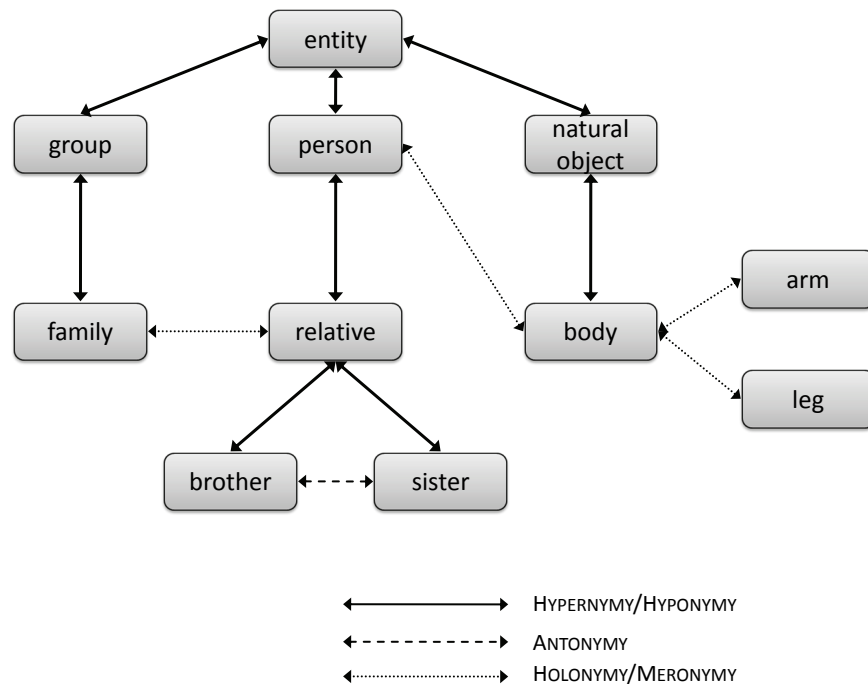 entity
group
person
natural
object
arm
family
relative
body
leg
brother
sister
HYPERNYMY/HYPONYMY
ANTONYMY
HOLONYMY/MERONYMY